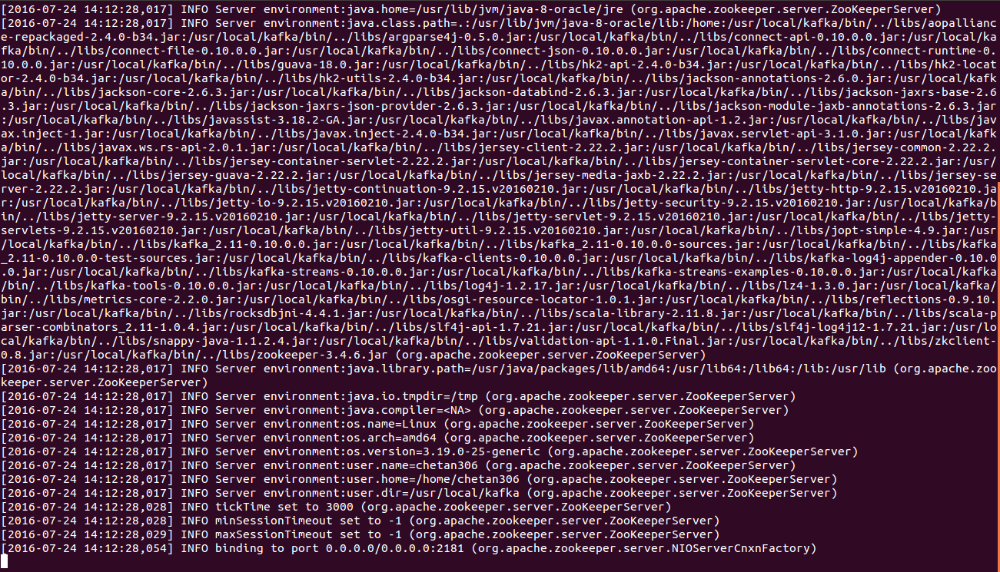 [2016-07-24 14:12:28,017] INFO Server environment:java.home=/usr/lib/jvm/java-8-oracle/jre (org.apache.zookeeper.server.ZooKeeperServer)
[2016-07-24 14:12:28,017] INFO Server environment:java.class.path=.:/usr/lib/jvm/java-8-oracle/lib:/home:/usr/local/kafka/bin/../libs/aopallianc
e-repackaged-2.4.0-b34.jar:/usr/local/kafka/bin/../libs/argparse4j-0.5.0.jar:/usr/local/kafka/bin/../libs/connect-api-0.10.0.0.jar:/usr/local/ka
fka/bin/../libs/connect-file-0.10.0.0.jar:/usr/local/kafka/bin/../libs/connect-json-0.10.0.0.jar:/usr/local/kafka/bin/../libs/connect-runtime-0.
10.0.0.jar:/usr/local/kafka/bin/../libs/guava-18.0.jar:/usr/local/kafka/bin/../libs/hk2-api-2.4.0-b34.jar:/usr/local/kafka/bin/../libs/hk2-locat
or-2.4.0-b34.jar:/usr/local/kafka/bin/../libs/hk2-utils-2.4.0-b34.jar:/usr/local/kafka/bin/../libs/jackson-annotations-2.6.0.jar:/usr/local/kafk
a/bin/../libs/jackson-core-2.6.3.jar:/usr/local/kafka/bin/../libs/jackson-databind-2.6.3.jar:/usr/local/kafka/bin/../libs/jackson-jaxrs-base-2.6
.3.jar:/usr/local/kafka/bin/../libs/jackson-jaxrs-json-provider-2.6.3.jar:/usr/local/kafka/bin/../libs/jackson-module-jaxb-annotations-2.6.3.jar
:/usr/local/kafka/bin/../libs/javassist-3.18.2-GA.jar:/usr/local/kafka/bin/../libs/javax.annotation-api-1.2.jar:/usr/local/kafka/bin/../libs/jav
ax.inject-1.jar:/usr/local/kafka/bin/../libs/javax.inject-2.4.0-b34.jar:/usr/local/kafka/bin/../libs/javax.servlet-api-3.1.0.jar:/usr/local/kafk
a/bin/../libs/javax.ws.rs-api-2.0.1.jar:/usr/local/kafka/bin/../libs/jersey-client-2.22.2.jar:/usr/local/kafka/bin/../libs/jersey-common-2.22.2.
jar:/usr/local/kafka/bin/../libs/jersey-container-servlet-2.22.2.jar:/usr/local/kafka/bin/../libs/jersey-container-servlet-core-2.22.2.jar:/usr/
local/kafka/bin/../libs/jersey-guava-2.22.2.jar:/usr/local/kafka/bin/../libs/jersey-media-jaxb-2.22.2.jar:/usr/local/kafka/bin/../libs/jersey-se
rver-2.22.2.jar:/usr/local/kafka/bin/../libs/jetty-continuation-9.2.15.v20160210.jar:/usr/local/kafka/bin/../libs/jetty-http-9.2.15.v20160210.ja
r:/usr/local/kafka/bin/../libs/jetty-io-9.2.15.v20160210.jar:/usr/local/kafka/bin/../libs/jetty-security-9.2.15.v20160210.jar:/usr/local/kafka/b
in/../libs/jetty-server-9.2.15.v20160210.jar:/usr/local/kafka/bin/../libs/jetty-servlet-9.2.15.v20160210.jar:/usr/local/kafka/bin/../libs/jetty-
servlets-9.2.15.v20160210.jar:/usr/local/kafka/bin/../libs/jetty-util-9.2.15.v20160210.jar:/usr/local/kafka/bin/../libs/jopt-simple-4.9.jar:/usr
/local/kafka/bin/../libs/kafka_2.11-0.10.0.0.jar:/usr/local/kafka/bin/../libs/kafka_2.11-0.10.0.0-sources.jar:/usr/local/kafka/bin/../libs/kafka
_2.11-0.10.0.0-test-sources.jar:/usr/local/kafka/bin/../libs/kafka-clients-0.10.0.0.jar:/usr/local/kafka/bin/../libs/kafka-log4j-appender-0.10.0
.0.jar:/usr/local/kafka/bin/../libs/kafka-streams-0.10.0.0.jar:/usr/local/kafka/bin/../libs/kafka-streams-examples-0.10.0.0.jar:/usr/local/kafka
/bin/../libs/kafka-tools-0.10.0.0.jar:/usr/local/kafka/bin/../libs/log4j-1.2.17.jar:/usr/local/kafka/bin/../libs/lz4-1.3.0.jar:/usr/local/kafka/
bin/../libs/metrics-core-2.2.0.jar:/usr/local/kafka/bin/../libs/osgi-resource-locator-1.0.1.jar:/usr/local/kafka/bin/../libs/reflections-0.9.10.
jar:/usr/local/kafka/bin/../libs/rocksdbjni-4.4.1.jar:/usr/local/kafka/bin/../libs/scala-library-2.11.8.jar:/usr/local/kafka/bin/../libs/scala-p
arser-combinators_2.11-1.0.4.jar:/usr/local/kafka/bin/../libs/slf4j-api-1.7.21.jar:/usr/local/kafka/bin/../libs/slf4j-log4j12-1.7.21.jar:/usr/lo
cal/kafka/bin/../libs/snappy-java-1.1.2.4.jar:/usr/local/kafka/bin/../libs/validation-api-1.1.0.Final.jar:/usr/local/kafka/bin/../libs/zkclient-
0.8.jar:/usr/local/kafka/bin/../libs/zookeeper-3.4.6.jar (org.apache.zookeeper.server.ZooKeeperServer)
[2016-07-24 14:12:28,017] INFO Server environment:java.library.path=/usr/java/packages/lib/amd64:/usr/lib64:/lib64:/lib:/usr/lib (org.apache.zoo
keeper.server.ZooKeeperServer)
[2016-07-24 14:12:28,017] INFO Server environment:java.io.tmpdir=/tmp (org.apache.zookeeper.server.ZooKeeperServer)
[2016-07-24 14:12:28,017] INFO Server environment:java.compiler=<NA> (org.apache.zookeeper.server.ZooKeeperServer)
[2016-07-24 14:12:28,017] INFO Server environment:os.name=Linux (org.apache.zookeeper.server.ZooKeeperServer)
[2016-07-24 14:12:28,017] INFO Server environment:os.arch=amd64 (org.apache.zookeeper.server.ZooKeeperServer)
[2016-07-24 14:12:28,017] INFO Server environment:os.version=3.19.0-25-generic (org.apache.zookeeper.server.ZooKeeperServer)
[2016-07-24 14:12:28,017] INFO Server environment:user.name=chetan306 (org.apache.zookeeper.server.ZooKeeperServer)
[2016-07-24 14:12:28,017] INFO Server environment:user.home=/home/chetan306 (org.apache.zookeeper.server.ZooKeeperServer)
[2016-07-24 14:12:28,017] INFO Server environment:user.dir=/usr/local/kafka (org.apache.zookeeper.server.ZooKeeperServer)
[2016-07-24 14:12:28,028] INFO tickTime set to 3000 (org.apache.zookeeper.server.ZooKeeperServer)
[2016-07-24 14:12:28,028] INFO minSessionTimeout set to -1 (org.apache.zookeeper.server.ZooKeeperServer)
[2016-07-24 14:12:28,029] INFO maxSessionTimeout set to -1 (org.apache.zookeeper.server.ZooKeeperServer)
[2016-07-24 14:12:28,054] INFO binding to port 0.0.0.0/0.0.0.0:2181 (org.apache.zookeeper.server.NIOServerCnxnFactory)